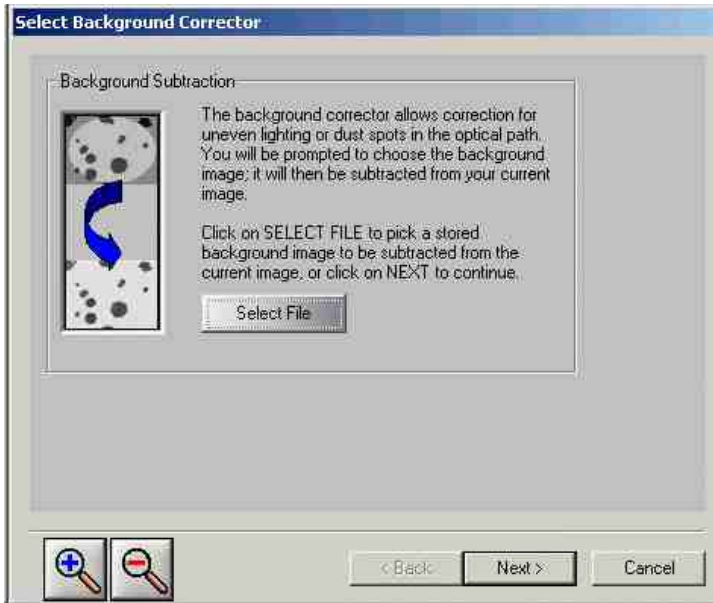 Select Background Corrector
Background Subtraction
The background corrector allows correction for
uneven lighting or dust spots in the optical path.
You will be prompted to choose the background
image; it will then be subtracted from your current
image.
Click on SELECT FILE to pick a stored
background image to be subtracted from the
current image, or click on NEXT to continue.
Select File
< Back
Next >
Cancel